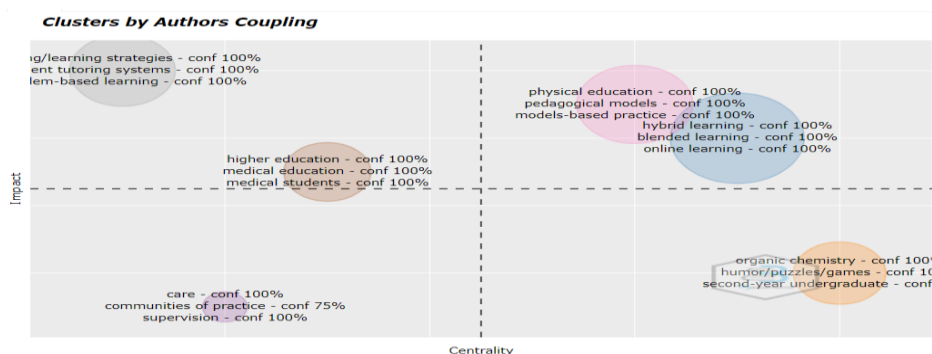 Clusters by Authors Coupling
ng/learning strategies - conf 100%
ent tutoring systems - conf 100%
lem-based learning - conf 100%
physical education - conf 100%
pedagogical models - conf 100%
models-based practice - conf 100%
hybrid learning - conf 100%
blended learning - conf 100%
online learning - conf 100%
higher education - conf 100%
medical education - conf 100%
medical students - conf 100%
Impact
organic chemistry - conf 100%
humor/puzzles/games - conf 10
second-year undergraduate - conf
care - conf 100%
communities of practice - conf 75%
supervision - conf 100%
Centrality